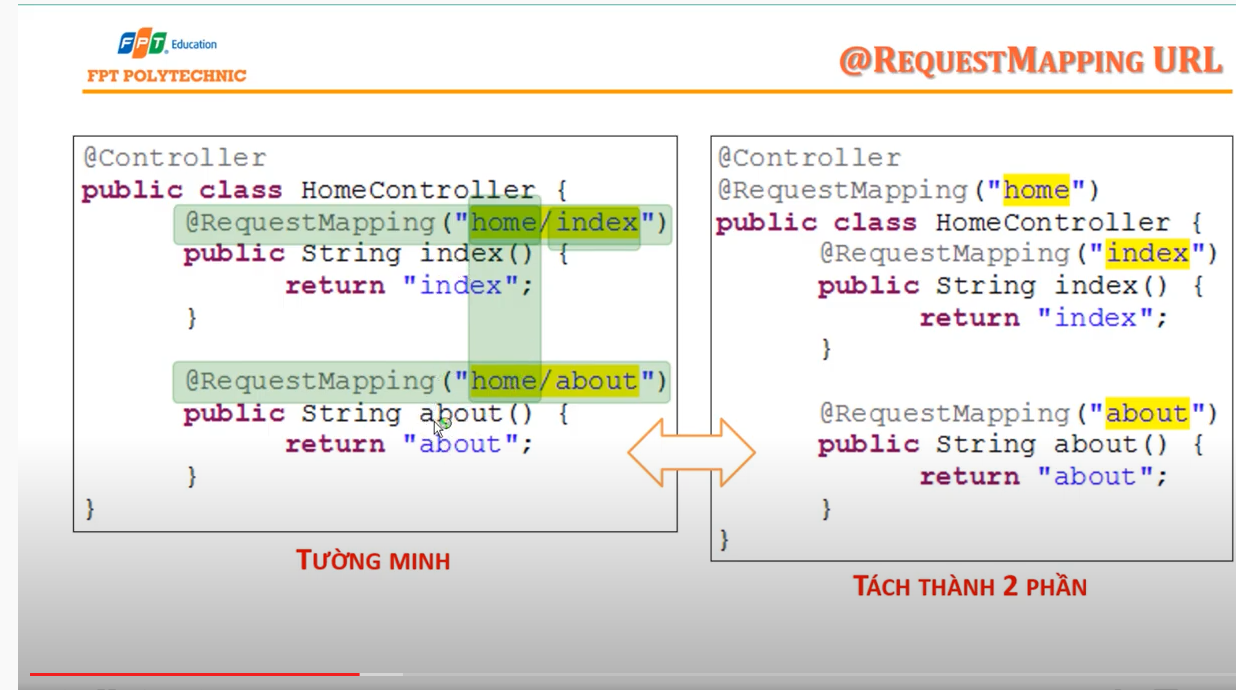 FPT Education
FPT POLYTECHNIC
@REQUESTMAPPING URL
@Controller
public class HomeController {
@RequestMapping("home/index")
public String index() {
return "index";
}
@RequestMapping("home/about")
public String about() {
return "about";
}
}
TƯỜNG MINH
@Controller
@RequestMapping("home")
public class HomeController {
@RequestMapping("index")
public String index() {
return "index";
}
@RequestMapping("about")
public String about() {
return "about";
}
}
TÁCH THÀNH 2 PHẦN